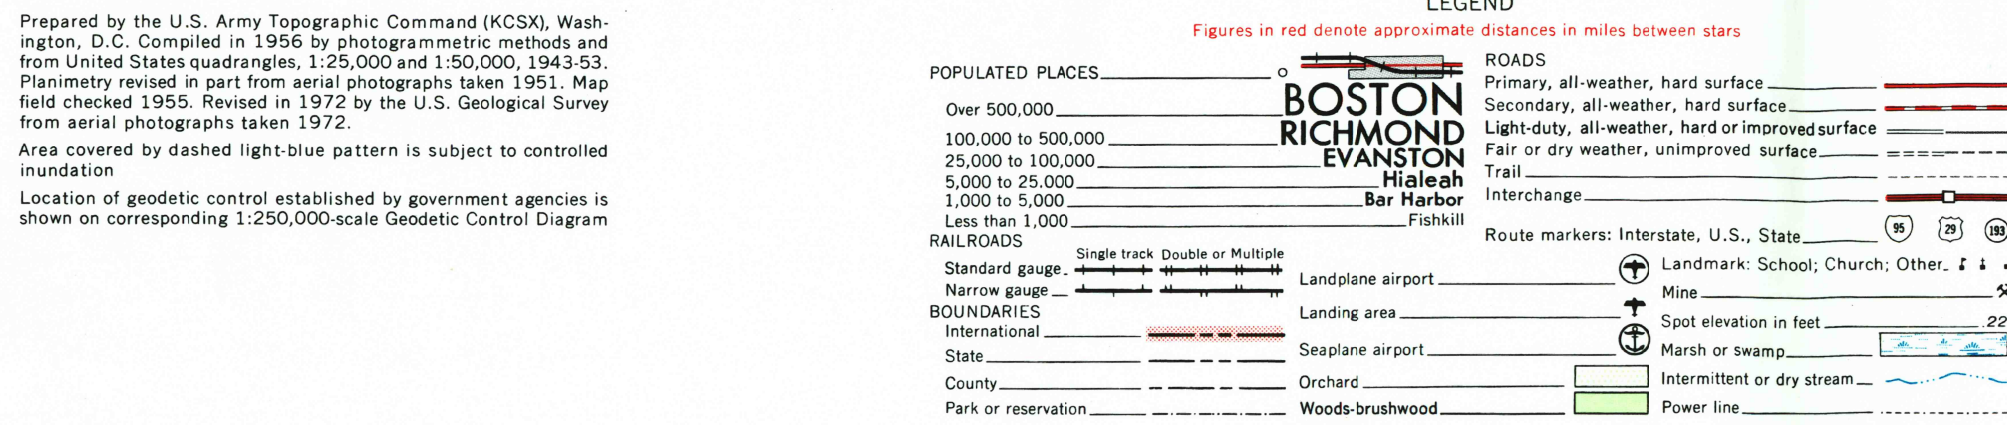 Prepared by the U.S. Army Topographic Command (KCSX), Wash-
ington, D.C. Compiled in 1956 by photogrammetric methods and
from United States quadrangles, 1:25,000 and 1:50,000, 1943-53.
Planimetry revised in part from aerial photographs taken 1951. Map
field checked 1955. Revised in 1972 by the U.S. Geological Survey
from aerial photographs taken 1972.
Area covered by dashed light-blue pattern is subject to controlled
inundation
Location of geodetic control established by government agencies is
shown on corresponding 1:250,000-scale Geodetic Control Diagram
LEGEND
Figures in red denote approximate distances in miles between stars
POPULATED PLACES
Over 500,000 BOSTON
100,000 to 500,000 RICHMOND
25,000 to 100,000 EVANSTON
5,000 to 25.000 Hialeah
1,000 to 5,000 Bar Harbor
Less than 1,000 Fishkill
RAILROADS
Single track Double or Multiple
Standard gauge
Narrow gauge
BOUNDARIES
International
State
County
Park or reservation
ROADS
Primary, all-weather, hard surface
Secondary, all-weather, hard surface
Light-duty, all-weather, hard or improved surface
Fair or dry weather, unimproved surface
Trail
Interchange
Route markers: Interstate, U.S., State 95 29 193
Landplane airport
Landing area
Seaplane airport
Orchard
Woods-brushwood
Landmark: School; Church; Other
Mine
Spot elevation in feet .22
Marsh or swamp
Intermittent or dry stream
Power line